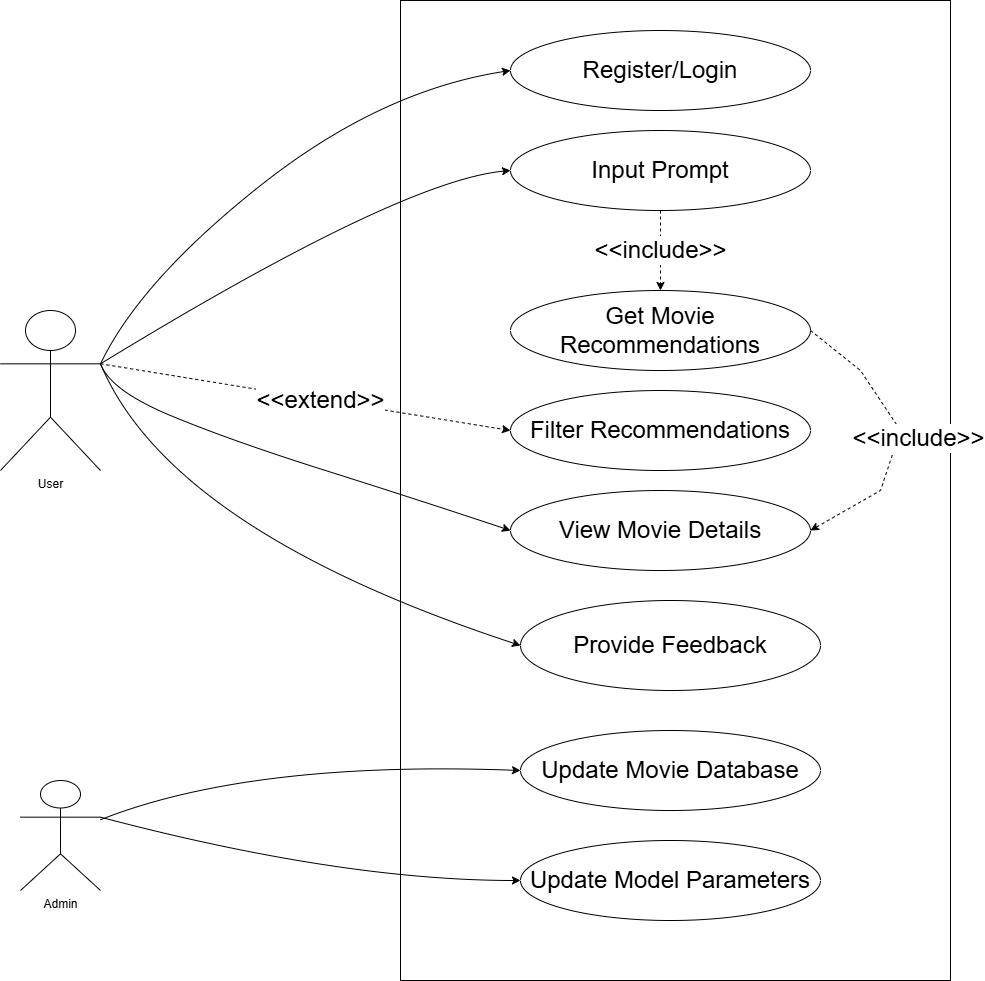 Register/Login
Input Prompt
<<include>>
Get Movie
Recommendations
<<extend>>
Filter Recommendations
<<include>>
User
View Movie Details
Provide Feedback
Update Movie Database
Update Model Parameters
Admin